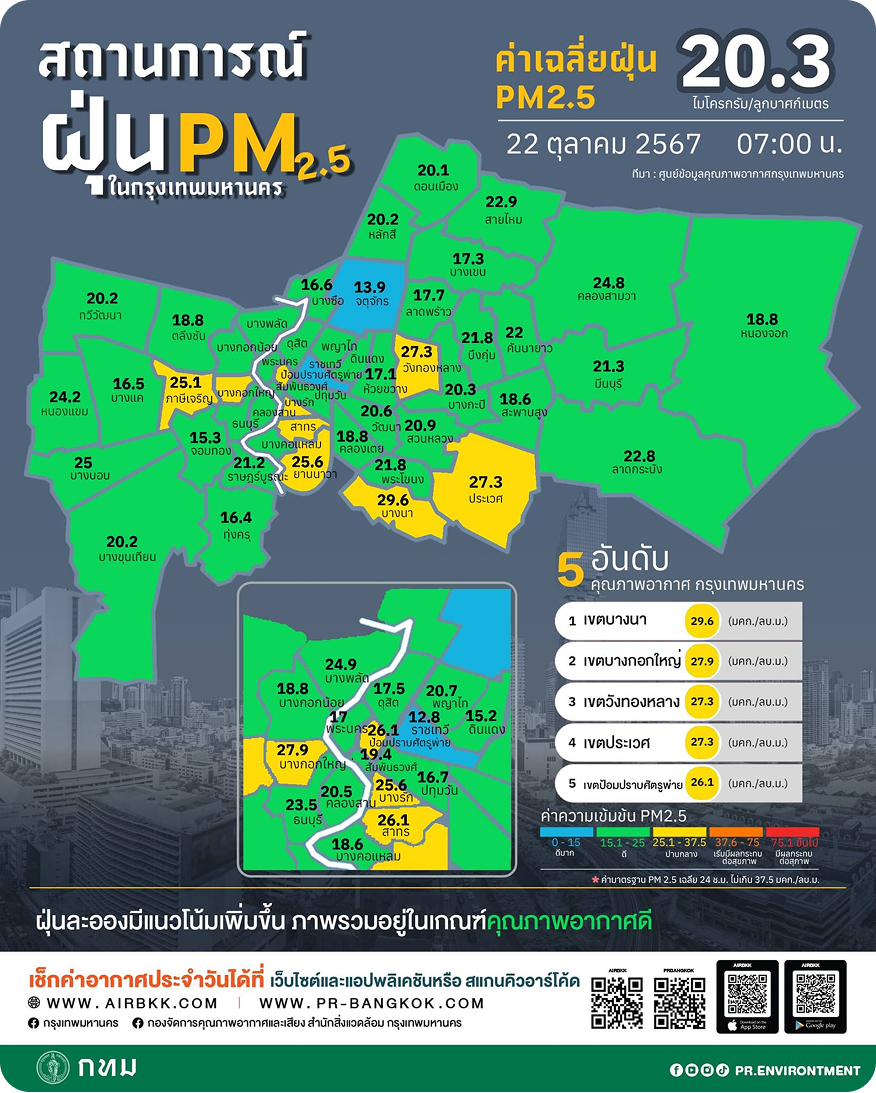 สถานการณ์
ฝุ่น PM2.5
ในกรุงเทพมหานคร
ค่าเฉลี่ยฝุ่น
PM2.5
20.3
ไมโครกรัม/ลูกบาศก์เมตร
22 ตุลาคม 2567 07:00 น.
ที่มา : ศูนย์ข้อมูลคุณภาพอากาศกรุงเทพมหานคร
20.1
ดอนเมือง
22.9
สายไหม
20.2
หลักสี่
17.3
บางเขน
16.6
บางซื่อ
13.9
จตุจักร
17.7
ลาดพร้าว
24.8
คลองสามวา
18.8
หนองจอก
20.2
ทวีวัฒนา
18.8
ตลิ่งชัน
บางพลัด
บางกอกน้อย
ดุสิต
พญาไท
ดินแดง
พระนคร
ราชเทวี
ป้อมปราบศัตรูพ่าย
สัมพันธวงศ์
ปทุมวัน
27.3
วังทองหลาง
21.8
บึงกุ่ม
22
คันนายาว
21.3
มีนบุรี
24.2
หนองแขม
16.5
บางแค
25.1
ภาษีเจริญ
บางกอกใหญ่
17.1
ห้วยขวาง
20.3
บางกะปิ
18.6
สะพานสูง
บางรัก
คลองสาน
ธนบุรี
สาทร
บางคอแหลม
20.6
วัฒนา
20.9
สวนหลวง
15.3
จอมทอง
18.8
คลองเตย
25
บางบอน
21.2
ราษฎร์บูรณะ
25.6
ยานนาวา
21.8
พระโขนง
22.8
ลาดกระบัง
27.3
ประเวศ
29.6
บางนา
16.4
ทุ่งครุ
20.2
บางขุนเทียน
24.9
บางพลัด
18.8
บางกอกน้อย
17.5
ดุสิต
20.7
พญาไท
17
พระนคร
26.1
ป้อมปราบศัตรูพ่าย
12.8
ราชเทวี
15.2
ดินแดง
27.9
บางกอกใหญ่
19.4
สัมพันธวงศ์
16.7
ปทุมวัน
25.6
บางรัก
20.5
คลองสาน
23.5
ธนบุรี
26.1
สาทร
18.6
บางคอแหลม
5 อันดับ
คุณภาพอากาศ กรุงเทพมหานคร
1 เขตบางนา 29.6 (มคก./ลบ.ม.)
2 เขตบางกอกใหญ่ 27.9 (มคก./ลบ.ม.)
3 เขตวังทองหลาง 27.3 (มคก./ลบ.ม.)
4 เขตประเวศ 27.3 (มคก./ลบ.ม.)
5 เขตป้อมปราบศัตรูพ่าย 26.1 (มคก./ลบ.ม.)
ค่าความเข้มข้น PM2.5
0 - 15 15.1 - 25 25.1 - 37.5 37.6 - 75 75.1 ขึ้นไป
ดีมาก ดี ปานกลาง เริ่มมีผลกระทบต่อสุขภาพ มีผลกระทบต่อสุขภาพ
* ค่ามาตรฐาน PM 2.5 เฉลี่ย 24 ช.ม. ไม่เกิน 37.5 มคก./ลบ.ม.
ฝุ่นละอองมีแนวโน้มเพิ่มขึ้น ภาพรวมอยู่ในเกณฑ์คุณภาพอากาศดี
เช็กค่าอากาศประจำวันได้ที่ เว็บไซต์และแอปพลิเคชันหรือ สแกนคิวอาร์โค้ด
WWW.AIRBKK.COM | WWW.PR-BANGKOK.COM
กรุงเทพมหานคร กองจัดการคุณภาพอากาศและเสียง สำนักสิ่งแวดล้อม กรุงเทพมหานคร
AIRBKK PRBANGKOK AIRBKK AIRBKK
Download on the App Store
Google play
กทม
PR.ENVIRONTMENT